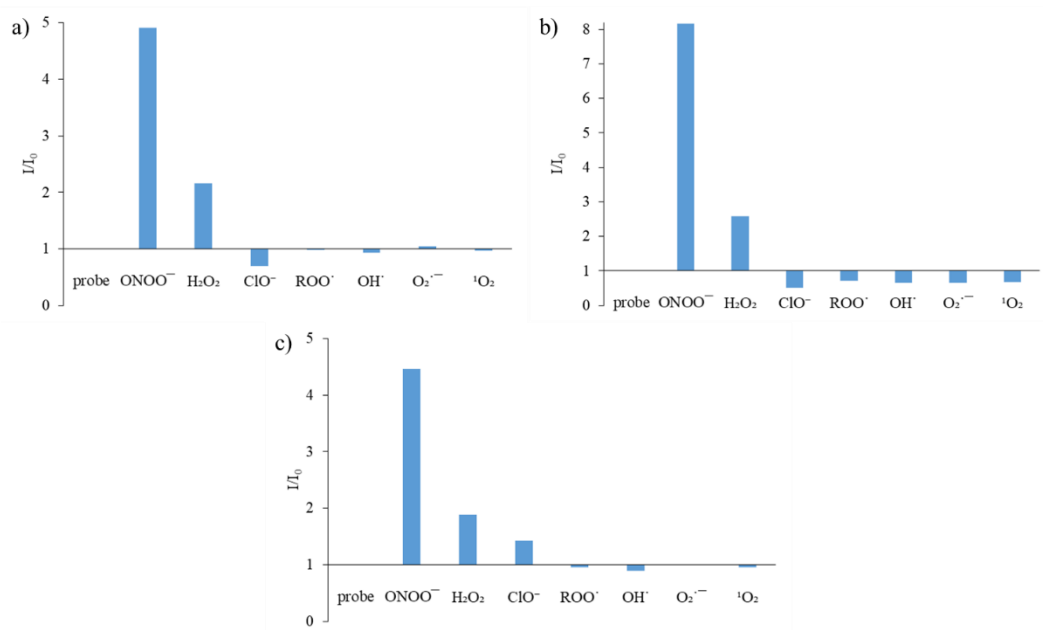 a)
5
4
3
2
1
0
I/I₀
probe ONOO⁻ H₂O₂ ClO⁻ ROO˙ OH˙ O₂˙⁻ ¹O₂
b)
8
7
6
5
4
3
2
1
0
I/I₀
probe ONOO⁻ H₂O₂ ClO⁻ ROO˙ OH˙ O₂˙⁻ ¹O₂
c)
5
4
3
2
1
0
I/I₀
probe ONOO⁻ H₂O₂ ClO⁻ ROO˙ OH˙ O₂˙⁻ ¹O₂